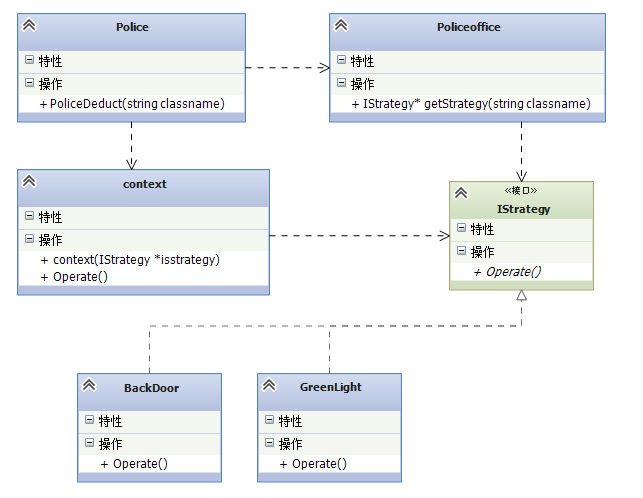 Police
特性
操作
+ PoliceDeduct(string classname)
Policeoffice
特性
操作
+ IStrategy* getStrategy(string classname)
context
特性
操作
+ context(IStrategy *isstrategy)
+ Operate()
«接口»
IStrategy
特性
操作
+ Operate()
BackDoor
特性
操作
+ Operate()
GreenLight
特性
操作
+ Operate()